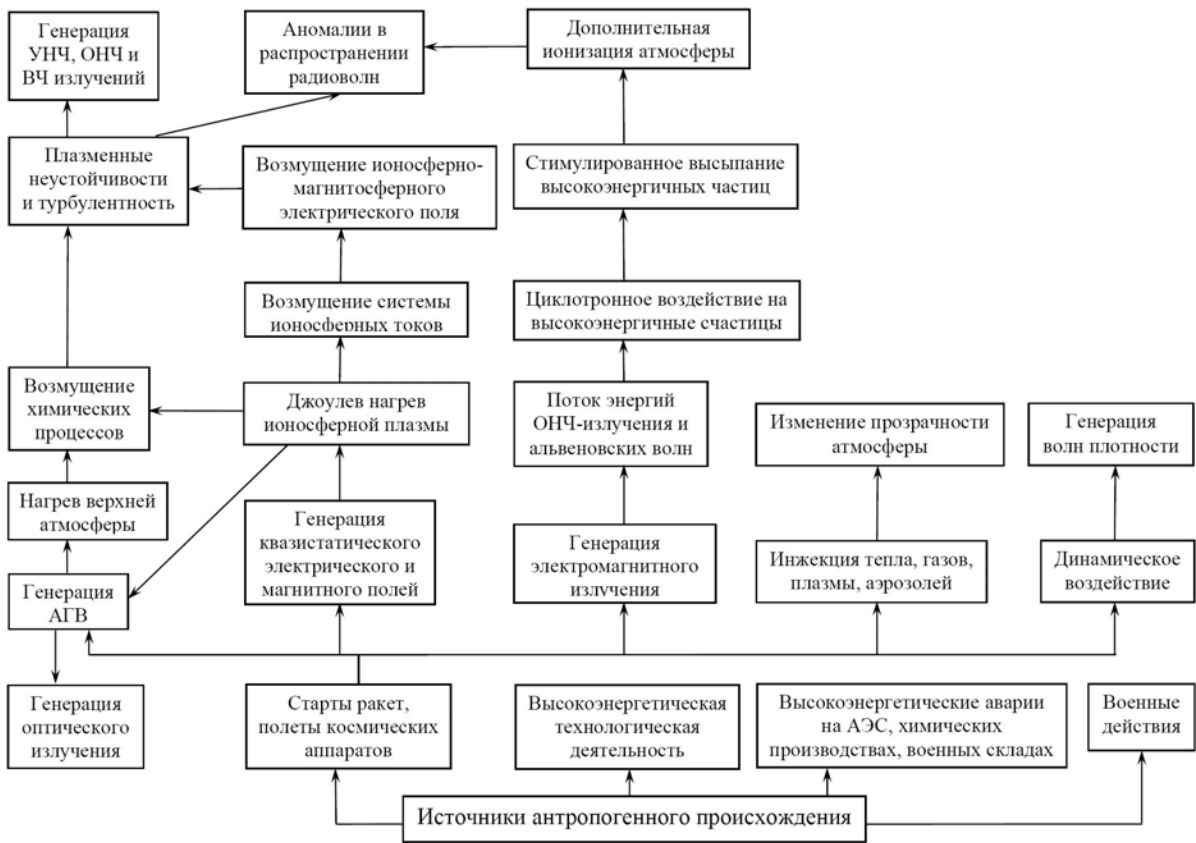 Генерация
УНЧ, ОНЧ и
ВЧ излучений
Аномалии в
распространении
радиоволн
Дополнительная
ионизация атмосферы
Плазменные
неустойчивости
и турбулентность
Возмущение ионосферно-
магнитосферного
электрического поля
Стимулированное высыпание
высокоэнергичных частиц
Возмущение системы
ионосферных токов
Циклотронное воздействие на
высокоэнергичные счастицы
Возмущение
химических
процессов
Джоулев нагрев
ионосферной плазмы
Поток энергий
ОНЧ-излучения и
альвеновских волн
Изменение прозрачности
атмосферы
Генерация
волн плотности
Нагрев верхней
атмосферы
Генерация
квазистатического
электрического и
магнитного полей
Генерация
электромагнитного
излучения
Инжекция тепла, газов,
плазмы, аэрозолей
Динамическое
воздействие
Генерация
АГВ
Генерация
оптического
излучения
Старты ракет,
полеты космических
аппаратов
Высокоэнергетическая
технологическая
деятельность
Высокоэнергетические аварии
на АЭС, химических
производствах, военных складах
Военные
действия
Источники антропогенного происхождения